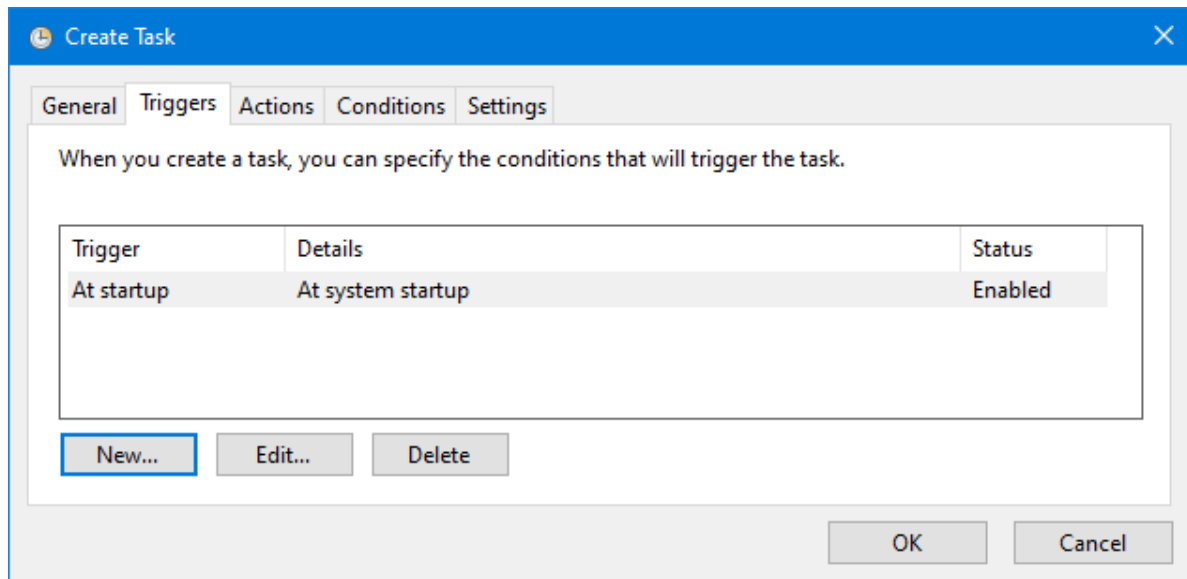 Create Task
General Triggers Actions Conditions Settings
When you create a task, you can specify the conditions that will trigger the task.
Trigger Details Status
At startup At system startup Enabled
New... Edit... Delete
OK Cancel